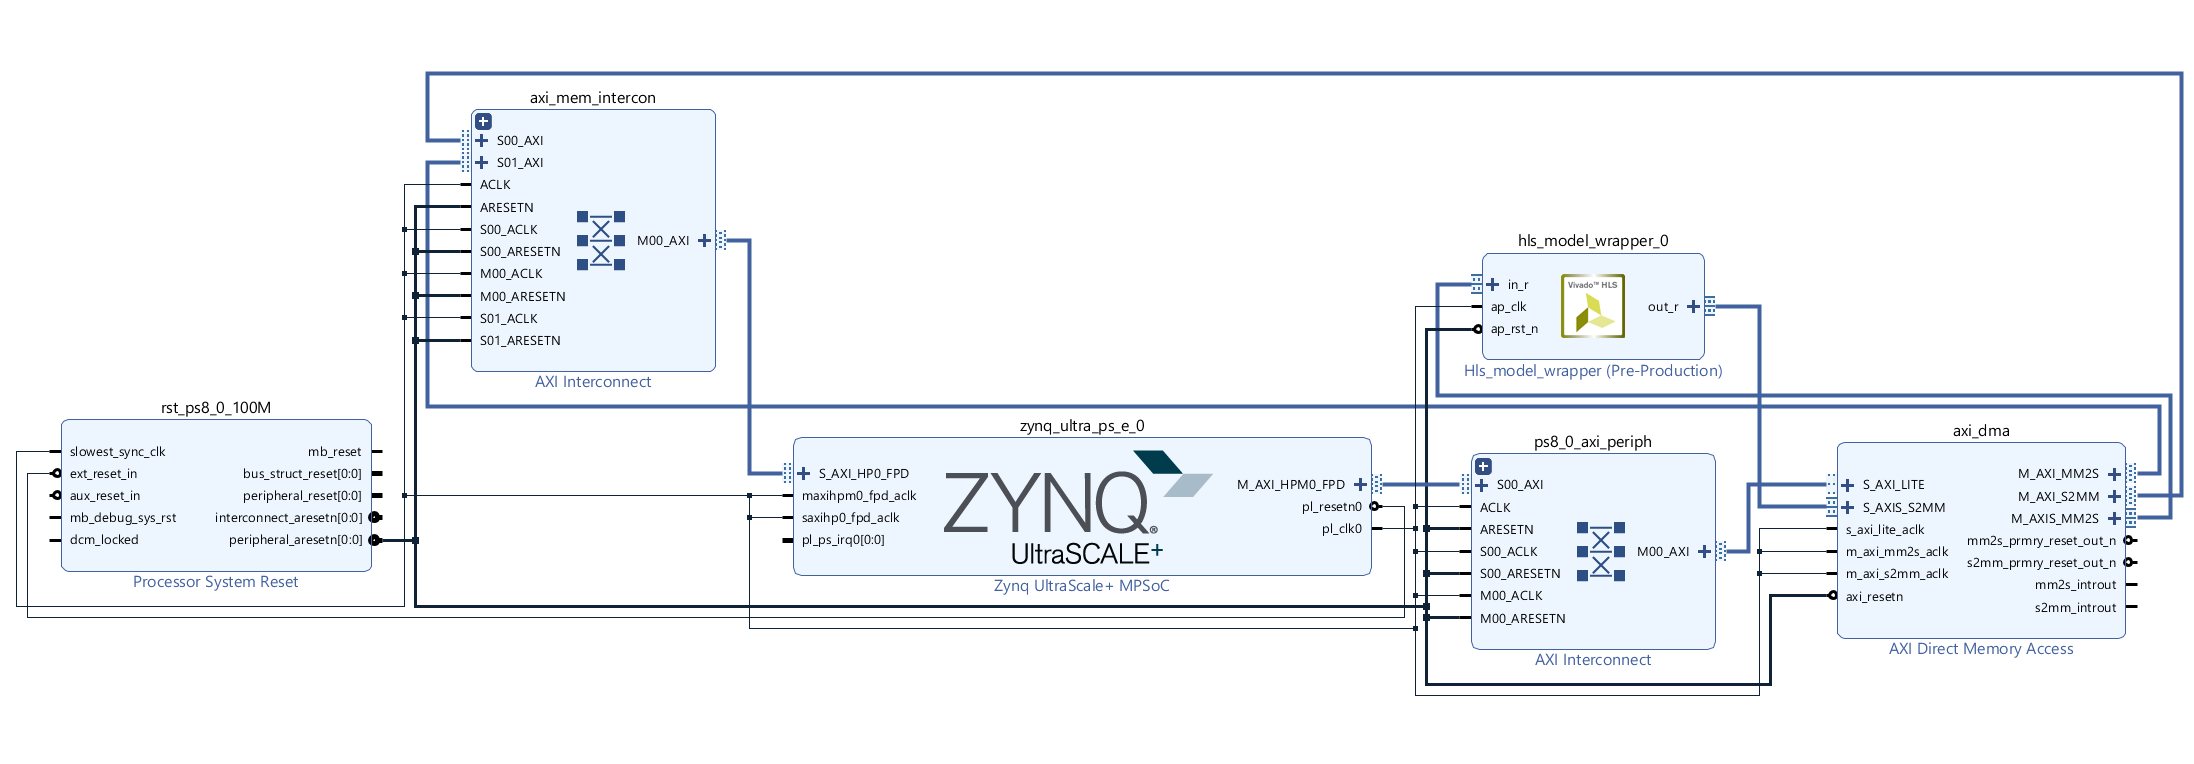 axi_mem_intercon
S00_AXI
S01_AXI
ACLK
ARESETN
S00_ACLK
S00_ARESETN
M00_ACLK
M00_ARESETN
S01_ACLK
S01_ARESETN
M00_AXI
AXI Interconnect
hls_model_wrapper_0
in_r
ap_clk
ap_rst_n
Vivado™ HLS
out_r
Hls_model_wrapper (Pre-Production)
rst_ps8_0_100M
slowest_sync_clk
ext_reset_in
aux_reset_in
mb_debug_sys_rst
dcm_locked
mb_reset
bus_struct_reset[0:0]
peripheral_reset[0:0]
interconnect_aresetn[0:0]
peripheral_aresetn[0:0]
Processor System Reset
zynq_ultra_ps_e_0
S_AXI_HP0_FPD
maxihpm0_fpd_aclk
saxihp0_fpd_aclk
pl_ps_irq0[0:0]
ZYNQ®
UltraSCALE+
M_AXI_HPM0_FPD
pl_resetn0
pl_clk0
Zynq UltraScale+ MPSoC
ps8_0_axi_periph
S00_AXI
ACLK
ARESETN
S00_ACLK
S00_ARESETN
M00_ACLK
M00_ARESETN
M00_AXI
AXI Interconnect
axi_dma
S_AXI_LITE
S_AXIS_S2MM
s_axi_lite_aclk
m_axi_mm2s_aclk
m_axi_s2mm_aclk
axi_resetn
M_AXI_MM2S
M_AXI_S2MM
M_AXIS_MM2S
mm2s_prmry_reset_out_n
s2mm_prmry_reset_out_n
mm2s_introut
s2mm_introut
AXI Direct Memory Access